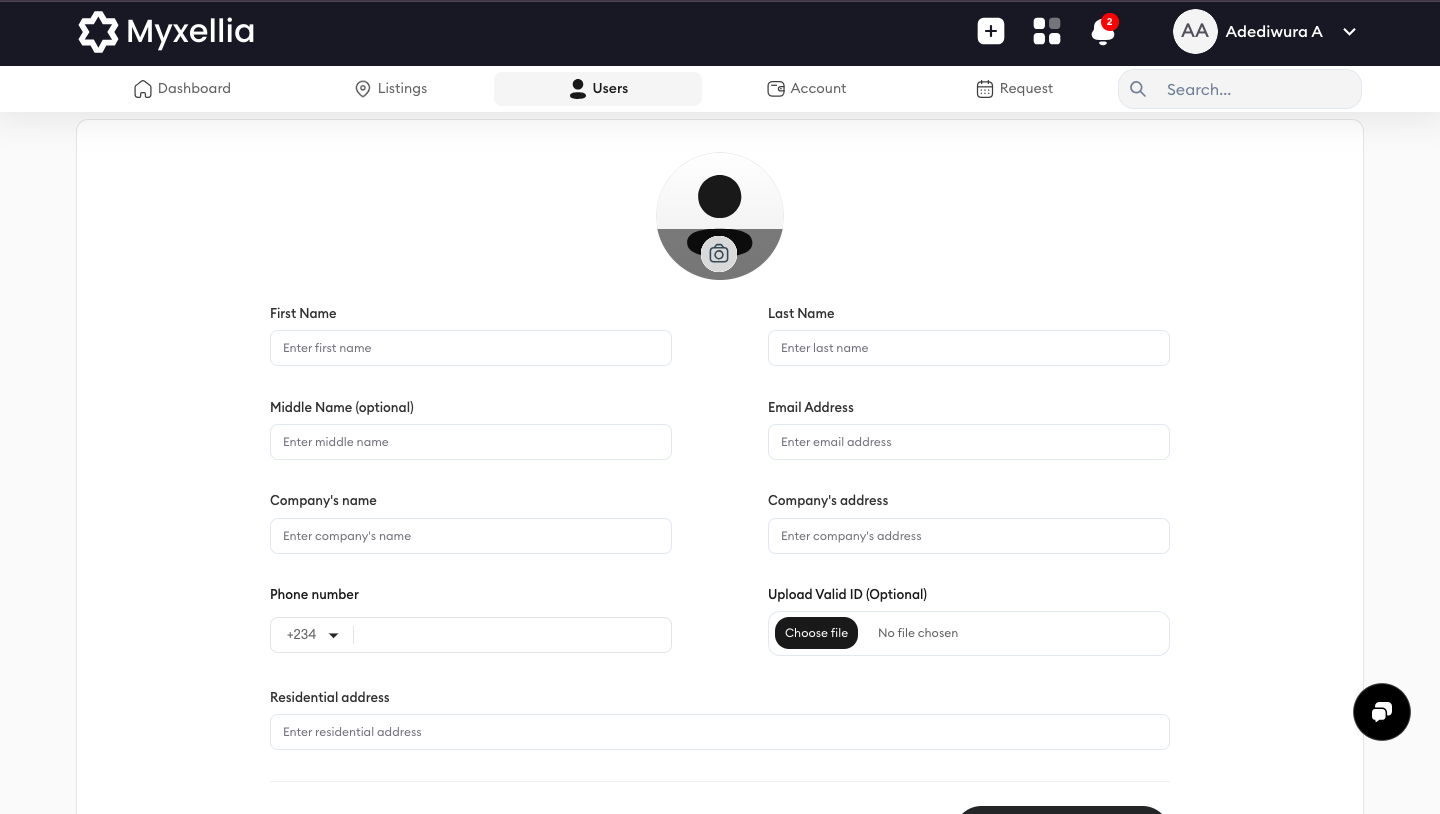 Myxellia
2
AA
Adediwura A
Dashboard
Listings
Users
Account
Request
Search...
First Name
Last Name
Enter first name
Enter last name
Middle Name (optional)
Email Address
Enter middle name
Enter email address
Company's name
Company's address
Enter company's name
Enter company's address
Phone number
Upload Valid ID (Optional)
+234
Choose file
No file chosen
Residential address
Enter residential address